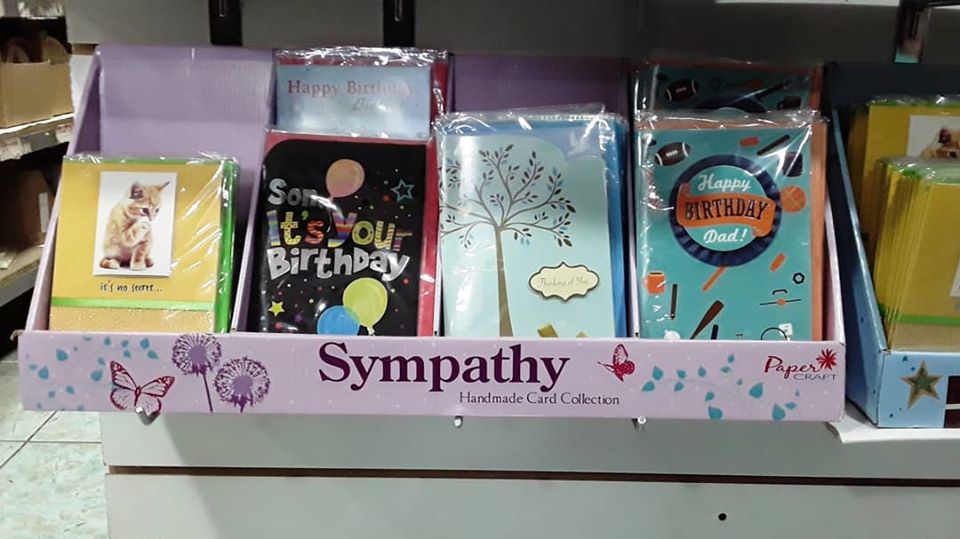 Happy Birthday
it's no secret...
Son
It's Your
Birthday
Thinking of You
Happy
BIRTHDAY
Dad!
Sympathy
Handmade Card Collection
Paper
CRAFT